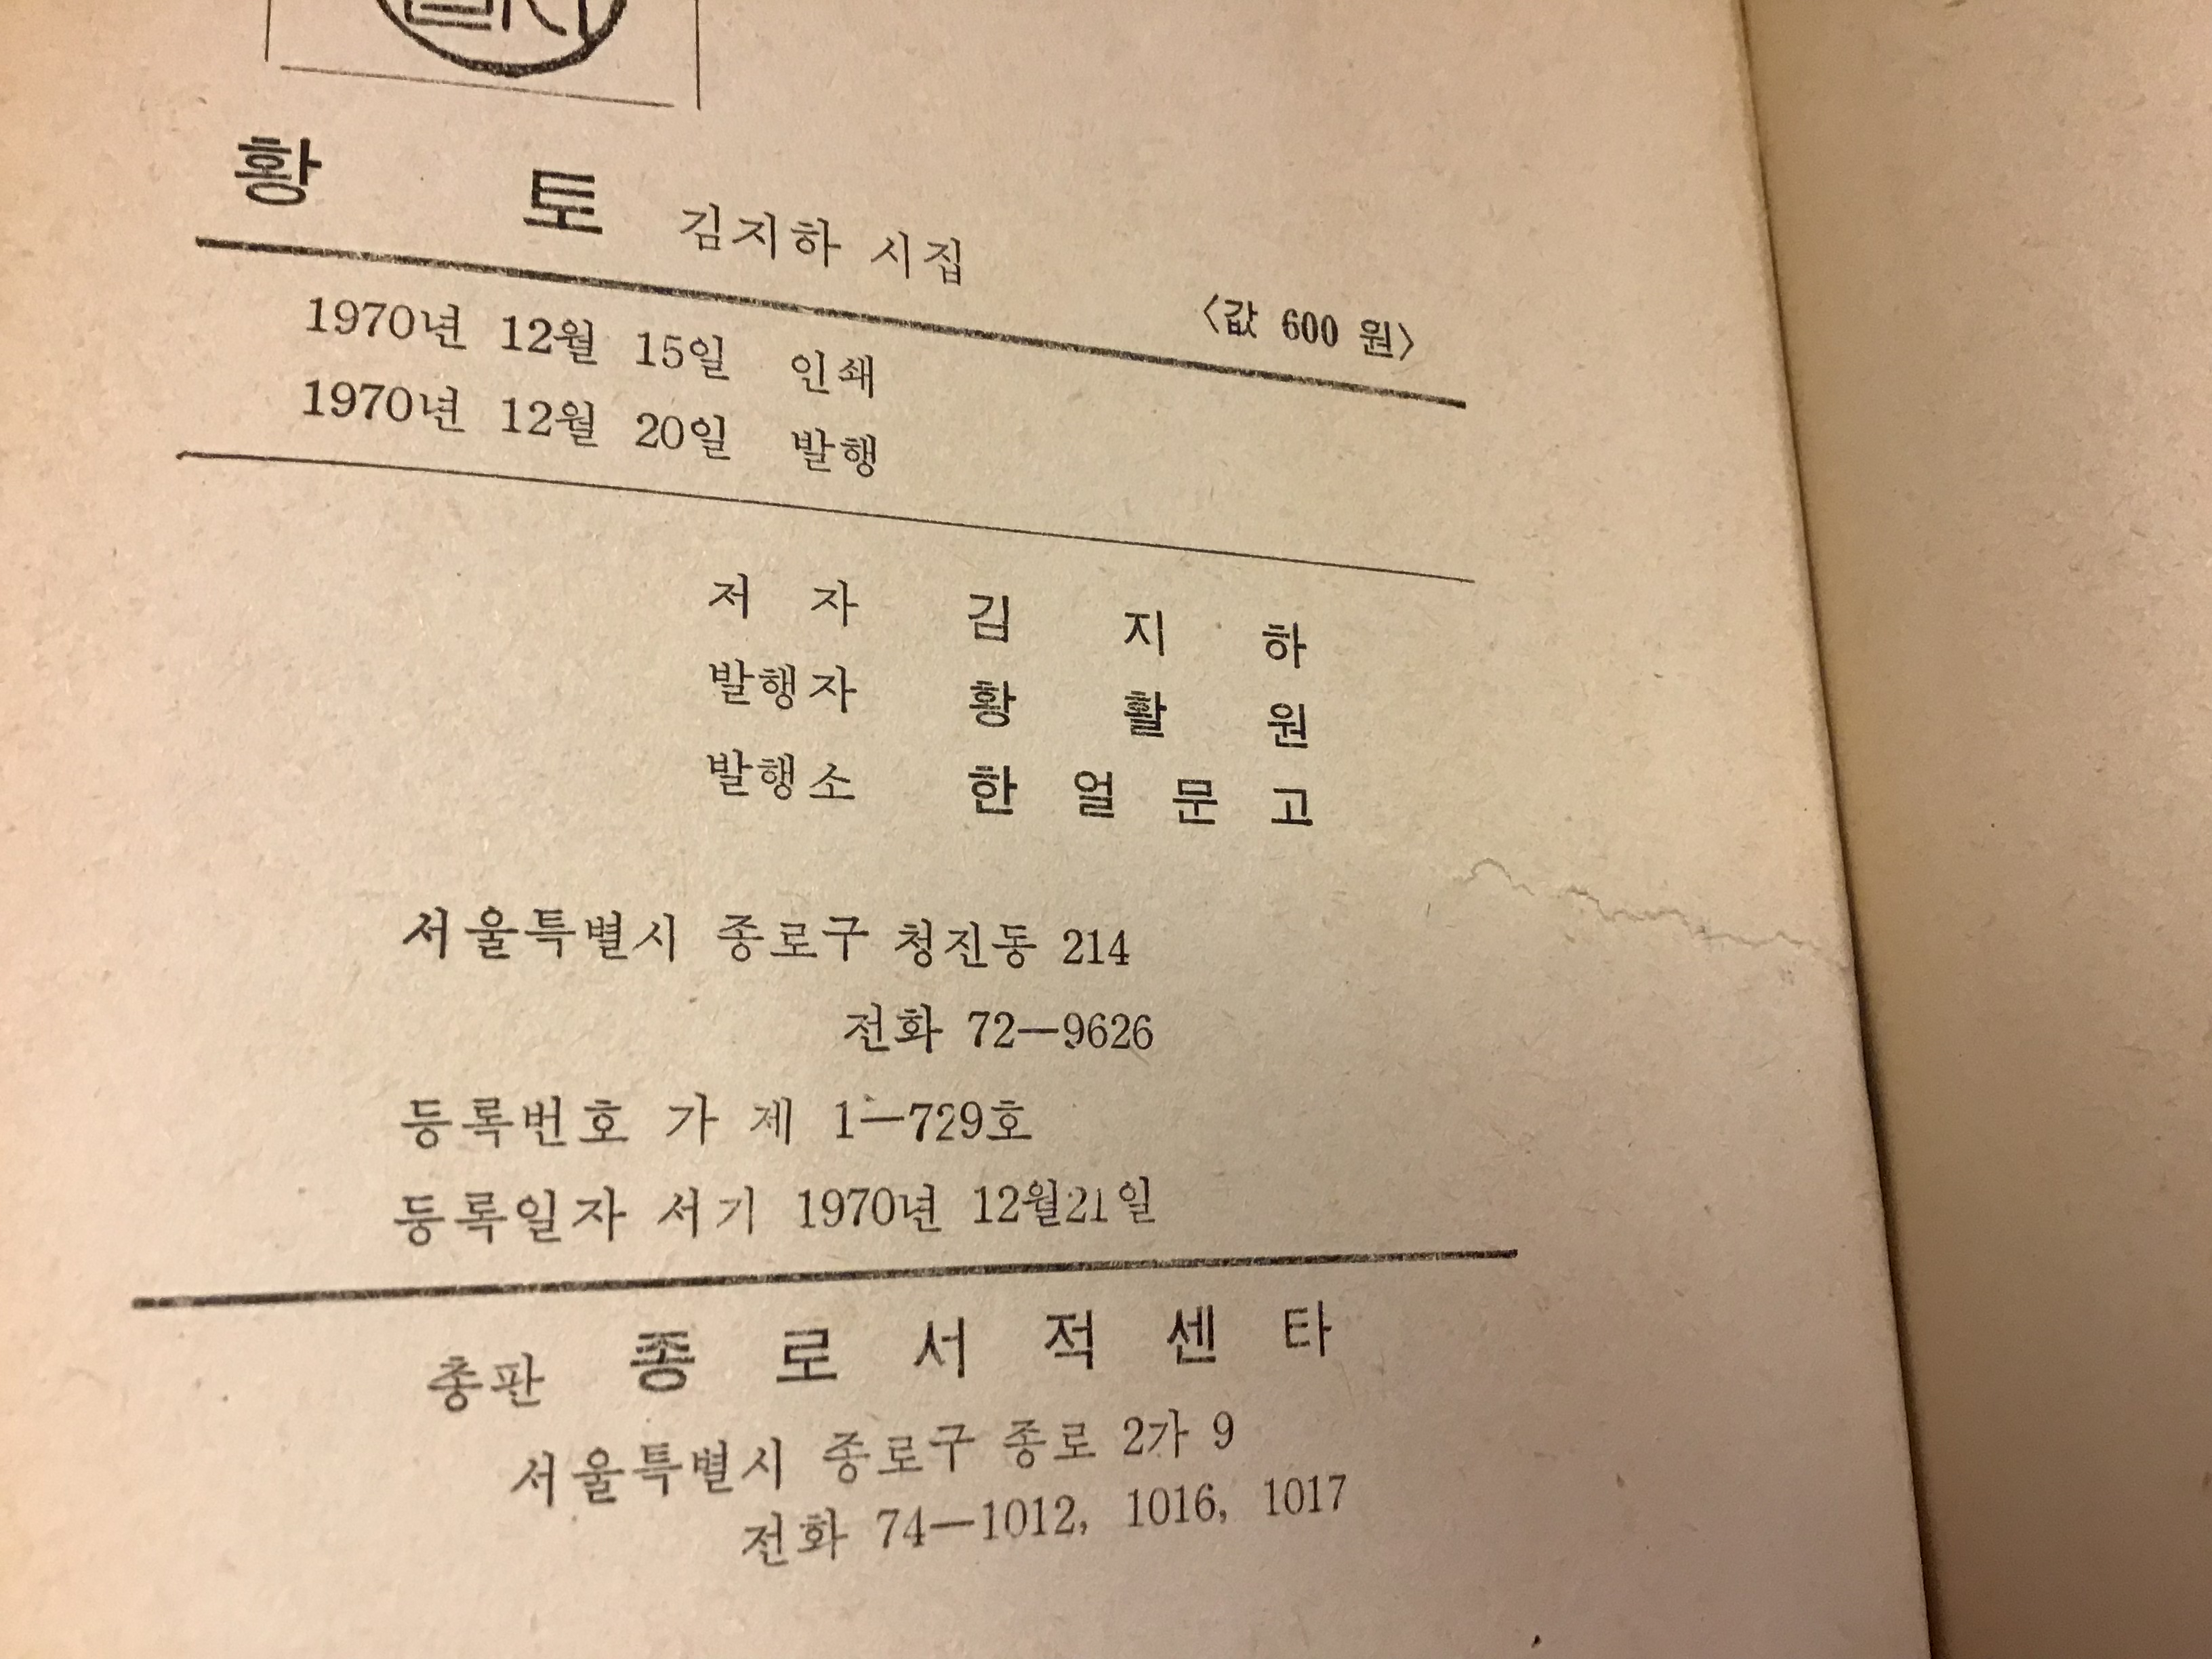 황 토 김지하 시집
〈값 600 원〉
1970년 12월 15일 인쇄
1970년 12월 20일 발행
저 자 김 지 하
발행자 황 활 원
발행소 한 얼 문 고
서울특별시 종로구 청진동 214
전화 72—9626
등록번호 가 제 1—729호
등록일자 서기 1970년 12월21일
총판 종 로 서 적 센 타
서울특별시 종로구 종로 2가 9
전화 74—1012, 1016, 1017